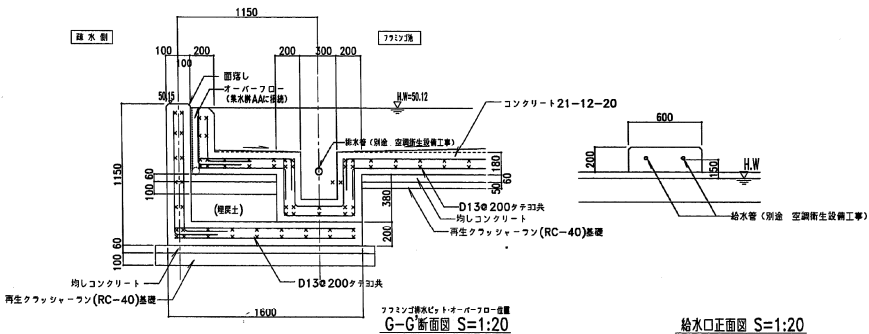 1150
疎水側
フラミンゴ池
100
200
100
200
300
200
面落し
オーバーフロー
(集水桝AAに接続)
50.15
H.W=50.12
コンクリート21-12-20
排水管(別途 空調衛生設備工事)
180
50
60
1150
100 60
380
200
D13@200タテヨコ共
均しコンクリート
再生クラッシャーラン(RC-40)基礎
(埋戻土)
100 60
均しコンクリート
再生クラッシャーラン(RC-40)基礎
D13@200タテヨコ共
1600
フラミンゴ排水ピット・オーバーフロー位置
G-G'断面図 S=1:20
600
200
150
H.W
給水管(別途 空調衛生設備工事)
給水口正面図 S=1:20